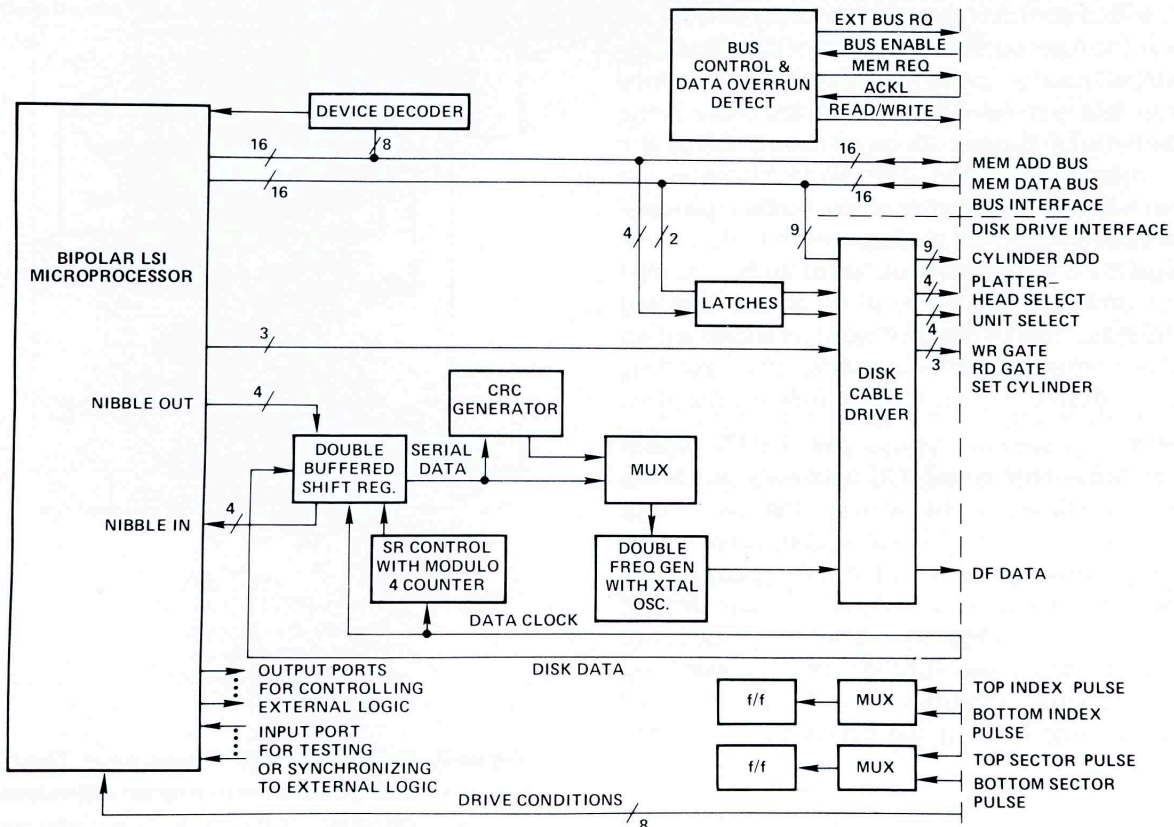 EXT BUS RQ
BUS ENABLE
MEM REQ
ACKL
READ/WRITE
BUS
CONTROL &
DATA OVERRUN
DETECT
DEVICE DECODER
8
16
16
16
16
MEM ADD BUS
MEM DATA BUS
BUS INTERFACE
DISK DRIVE INTERFACE
4
2
9
9
CYLINDER ADD
4
PLATTER–
HEAD SELECT
UNIT SELECT
4
3
WR GATE
RD GATE
SET CYLINDER
BIPOLAR LSI
MICROPROCESSOR
LATCHES
3
DISK
CABLE
DRIVER
NIBBLE OUT
4
CRC
GENERATOR
DOUBLE
BUFFERED
SHIFT REG.
SERIAL
DATA
MUX
NIBBLE IN
4
SR CONTROL
WITH MODULO
4 COUNTER
DOUBLE
FREQ GEN
WITH XTAL
OSC.
DF DATA
DATA CLOCK
DISK DATA
OUTPUT PORTS
FOR CONTROLLING
EXTERNAL LOGIC
INPUT PORT
FOR TESTING
OR SYNCHRONIZING
TO EXTERNAL LOGIC
f/f
MUX
TOP INDEX PULSE
BOTTOM INDEX
PULSE
f/f
MUX
TOP SECTOR PULSE
BOTTOM SECTOR
PULSE
DRIVE CONDITIONS
8